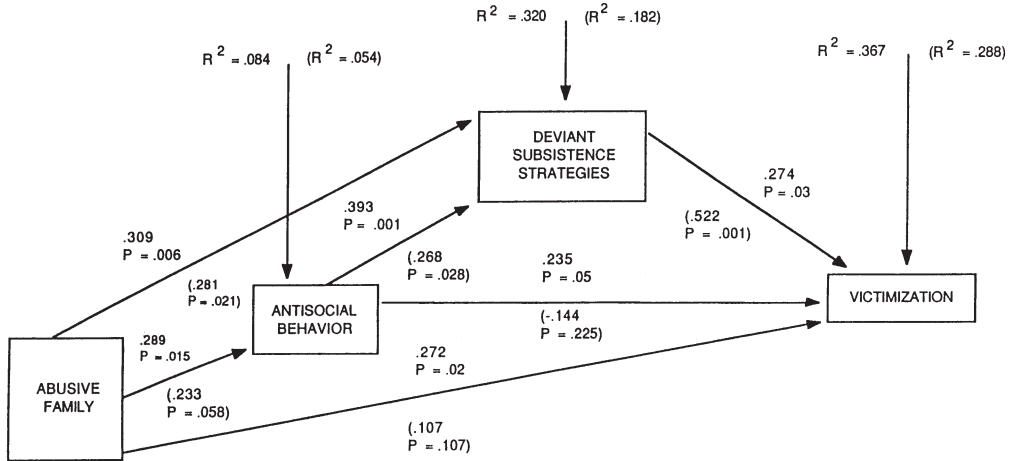 R 2 = .320 (R 2 = .182)
R 2 = .084 (R 2 = .054)
R 2 = .367 (R 2 = .288)
DEVIANT
SUBSISTENCE
STRATEGIES
.274
P = .03
(.522
P = .001)
.393
P = .001
.309
P = .006
(.281
P = .021)
(.268
P = .028)
.235
P = .05
ANTISOCIAL
BEHAVIOR
VICTIMIZATION
(-.144
P = .225)
.289
P = .015
.272
P = .02
ABUSIVE
FAMILY
(.233
P = .058)
(.107
P = .107)